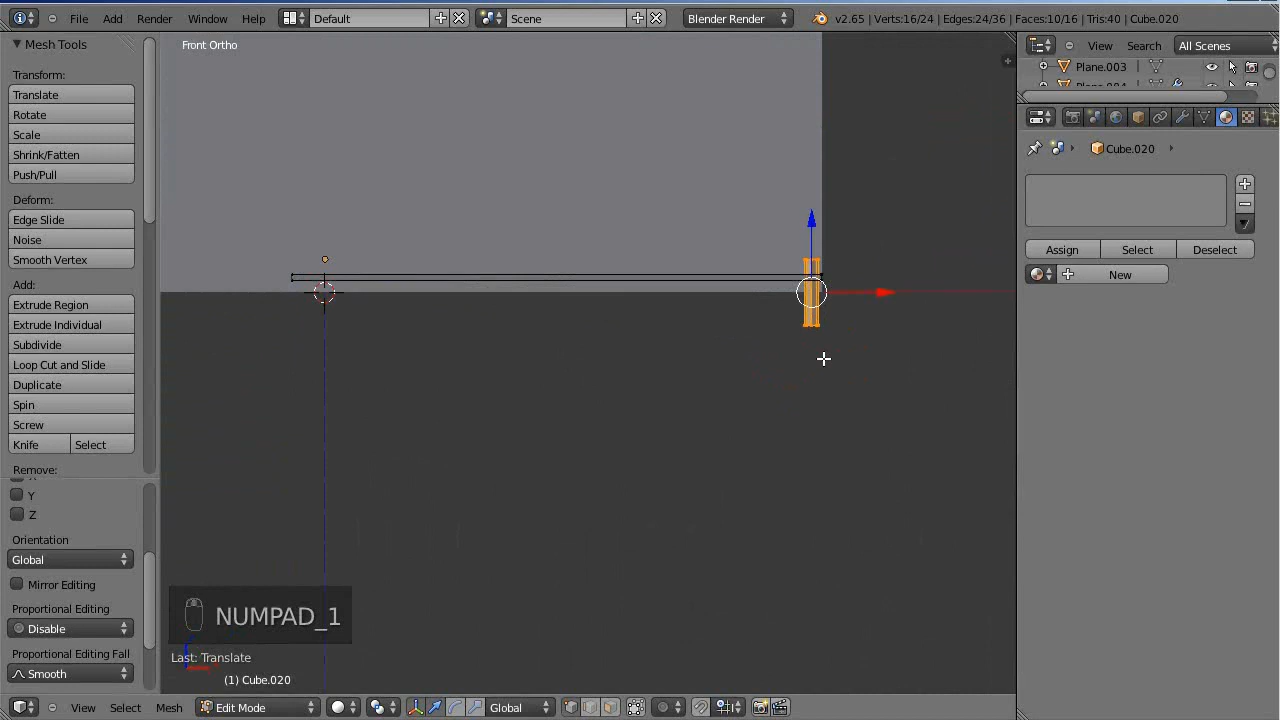 File Add Render Window Help Default Scene Blender Render v2.65 | Verts:16/24 | Edges:24/36 | Faces:10/16 | Tris:40 | Cube.020
Mesh Tools
Transform:
Translate
Rotate
Scale
Shrink/Fatten
Push/Pull
Deform:
Edge Slide
Noise
Smooth Vertex
Add:
Extrude Region
Extrude Individual
Subdivide
Loop Cut and Slide
Duplicate
Spin
Screw
Knife Select
Remove:
Y
Z
Orientation
Global
Mirror Editing
Proportional Editing
Disable
Proportional Editing Fall
Smooth
Front Ortho
NUMPAD_1
Last: Translate
(1) Cube.020
View Select Mesh Edit Mode Global
View Search All Scenes
Plane.003
Cube.020
Assign Select Deselect
New